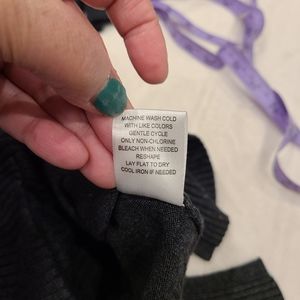 MACHINE WASH COLD
WITH LIKE COLORS
GENTLE CYCLE
ONLY NON-CHLORINE
BLEACH WHEN NEEDED
RESHAPE
LAY FLAT TO DRY
COOL IRON IF NEEDED